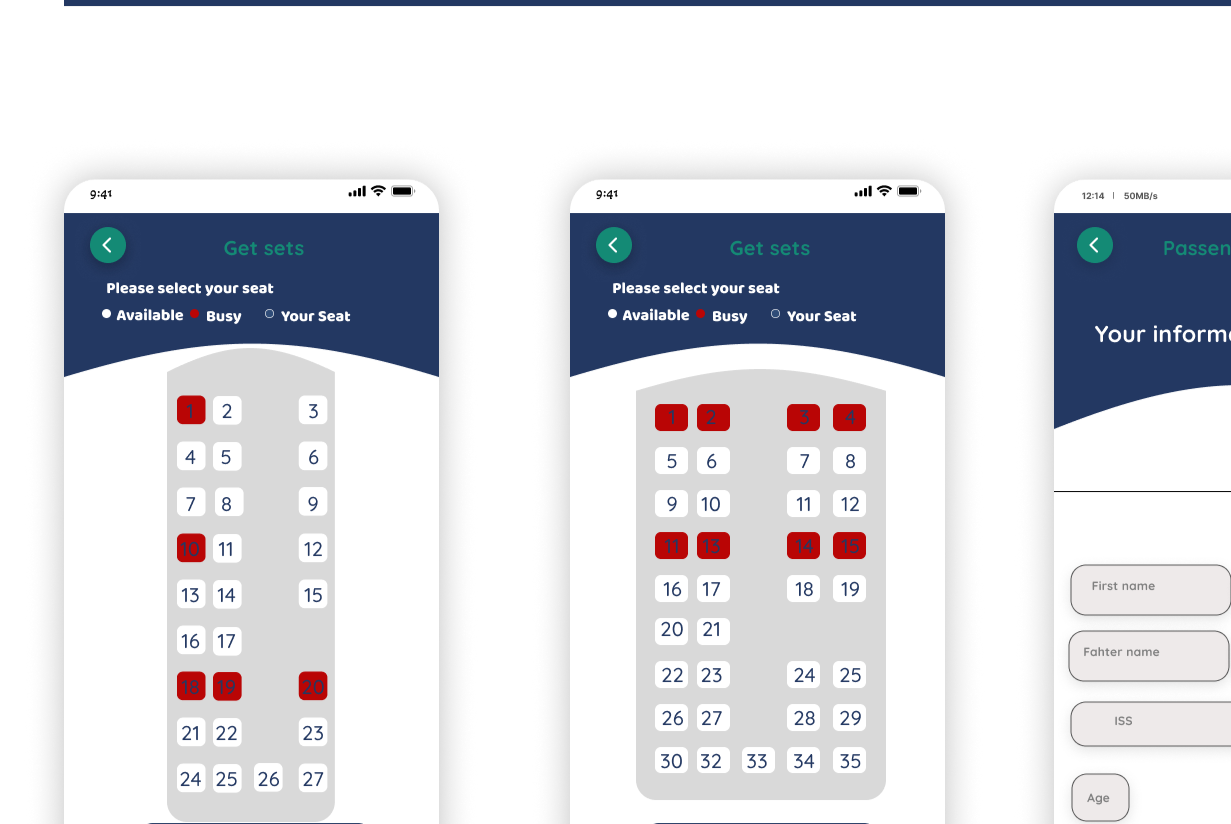 9:41
Get sets
Please select your seat
Available Busy Your Seat
1 2 3
4 5 6
7 8 9
10 11 12
13 14 15
16 17
18 19 20
21 22 23
24 25 26 27
9:41
Get sets
Please select your seat
Available Busy Your Seat
1 2 3 4
5 6 7 8
9 10 11 12
11 13 14 15
16 17 18 19
20 21
22 23 24 25
26 27 28 29
30 32 33 34 35
12:14 | 50MB/s
Passen
Your inform
First name
Fahter name
ISS
Age